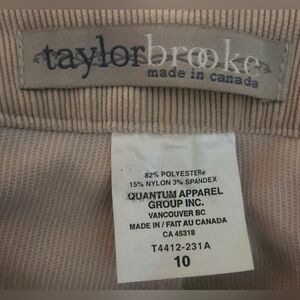 taylorbrooke
made in canada
82% POLYESTER
15% NYLON 3% SPANDEX
QUANTUM APPAREL
GROUP INC.
VANCOUVER BC
MADE IN / FAIT AU CANADA
CA 45318
T4412-231A
10